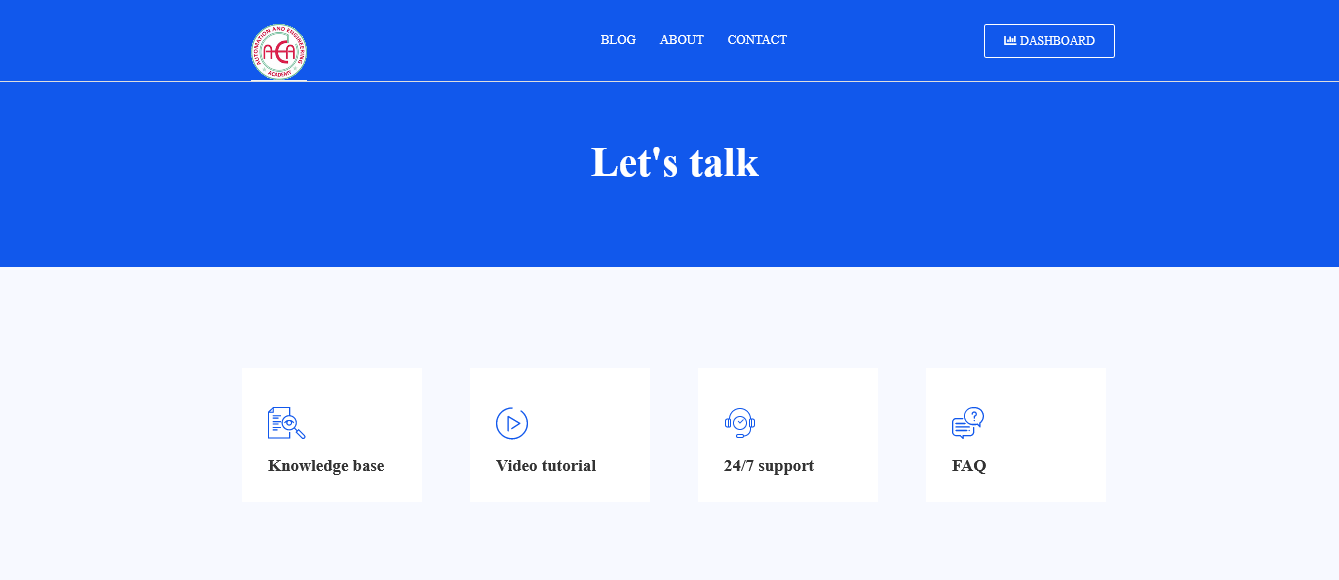 AUTOMATION AND ENGINEERING
AEA
ACADEMY
BLOG
ABOUT
CONTACT
DASHBOARD
Let's talk
Knowledge base
Video tutorial
24/7 support
FAQ